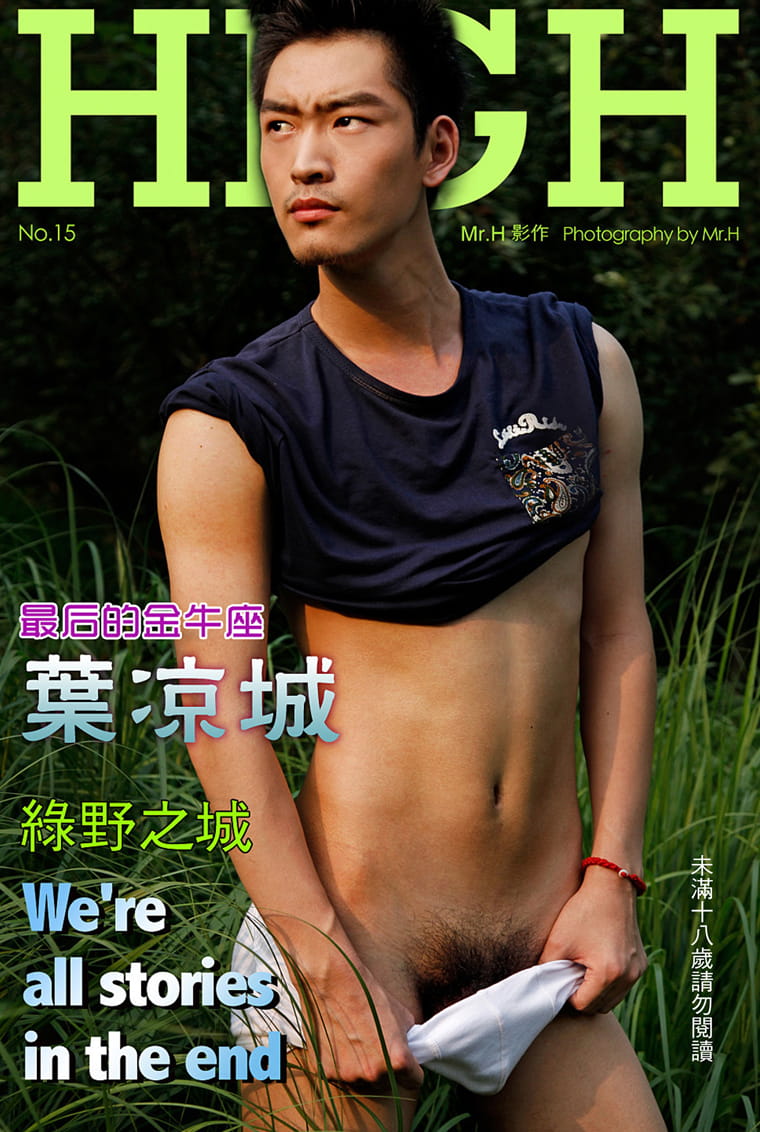 HIGH
No.15
Mr.H 影作 Photography by Mr.H
最后的金牛座
葉凉城
綠野之城
We're
all stories
in the end
未滿十八歲請勿閱讀